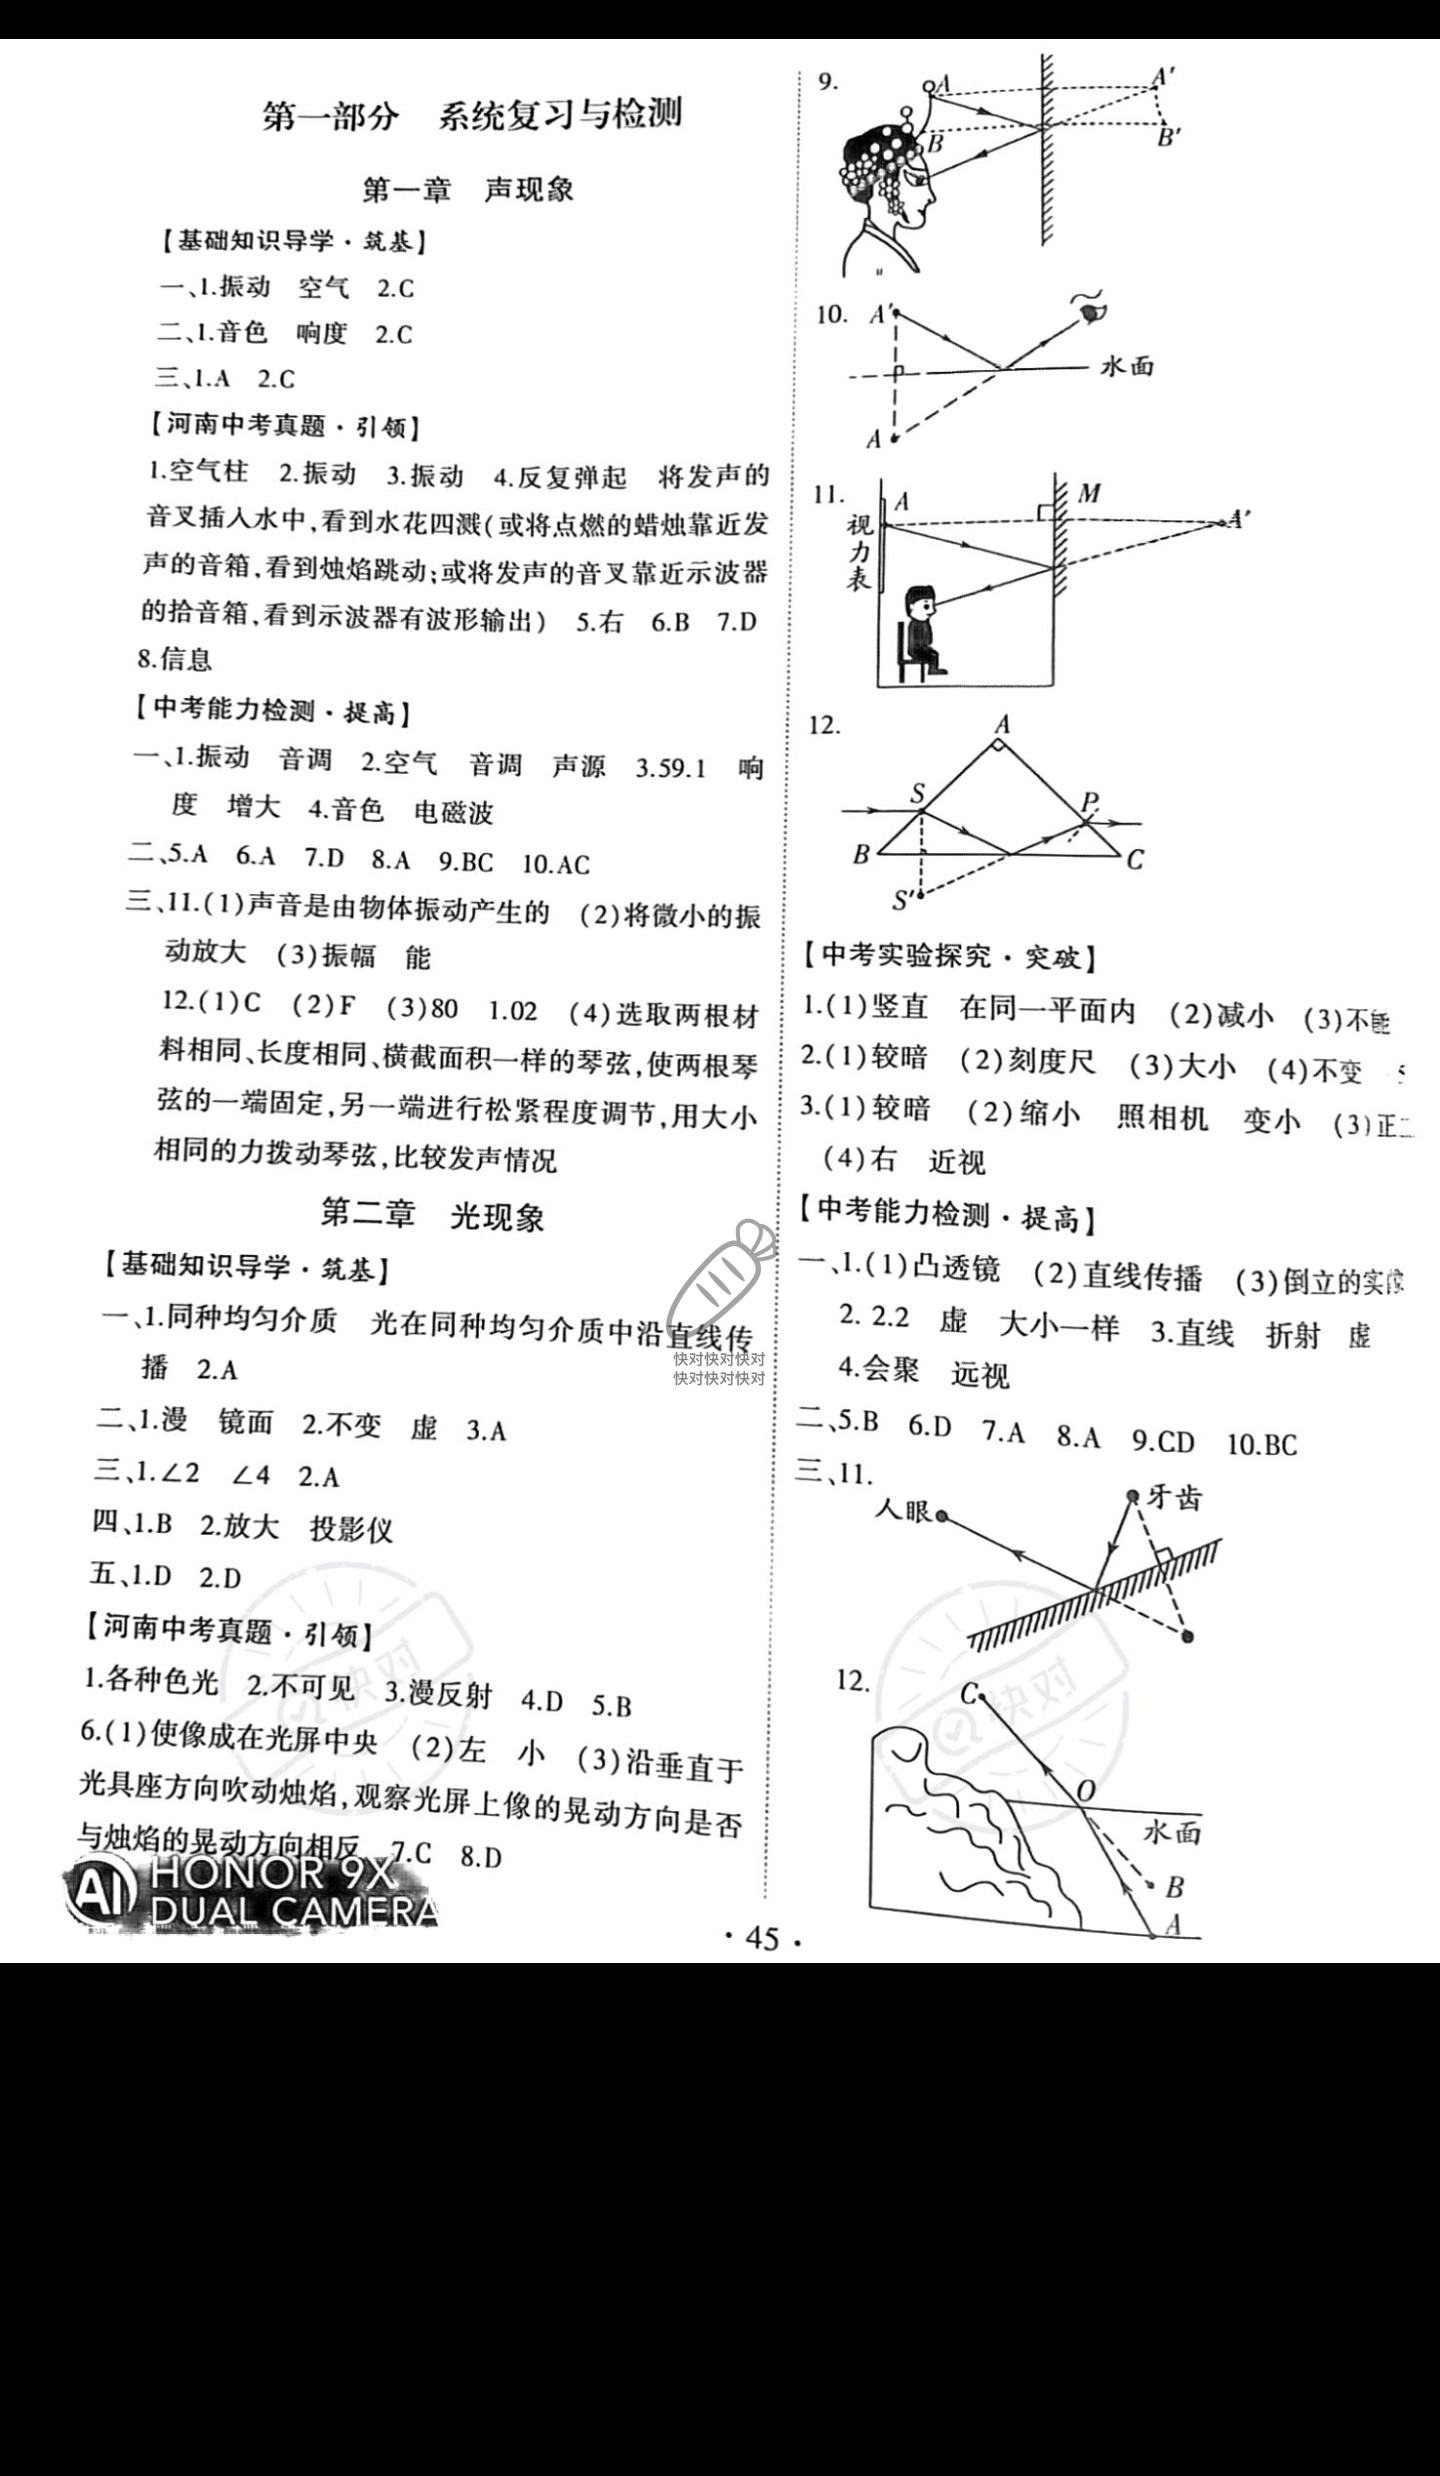 第一部分 系统复习与检测
第一章 声现象
【基础知识导学·筑基】
一、1.振动 空气 2.C
二、1.音色 响度 2.C
三、1.A 2.C
【河南中考真题·引领】
1.空气柱 2.振动 3.振动 4.反复弹起 将发声的
音叉插入水中,看到水花四溅(或将点燃的蜡烛靠近发
声的音箱,看到烛焰跳动;或将发声的音叉靠近示波器
的拾音箱,看到示波器有波形输出) 5.右 6.B 7.D
8.信息
【中考能力检测·提高】
一、1.振动 音调 2.空气 音调 声源 3.59.1 响
度 增大 4.音色 电磁波
二、5.A 6.A 7.D 8.A 9.BC 10.AC
三、11.(1)声音是由物体振动产生的 (2)将微小的振
动放大 (3)振幅 能
12.(1)C (2)F (3)80 1.02 (4)选取两根材
料相同、长度相同、横截面积一样的琴弦,使两根琴
弦的一端固定,另一端进行松紧程度调节,用大小
相同的力拨动琴弦,比较发声情况
第二章 光现象
【基础知识导学·筑基】
一、1.同种均匀介质 光在同种均匀介质中沿直线传
播 2.A
二、1.漫 镜面 2.不变 虚 3.A
三、1.∠2 ∠4 2.A
四、1.B 2.放大 投影仪
五、1.D 2.D
【河南中考真题·引领】
1.各种色光 2.不可见 3.漫反射 4.D 5.B
6.(1)使像成在光屏中央 (2)左 小 (3)沿垂直于
光具座方向吹动烛焰,观察光屏上像的晃动方向是否
与烛焰的晃动方向相反 7.C 8.D
9.
A
A′
B
B′
10.
A′
水面
A
11.
A
M
A′
视力表
12.
A
S
P
B
C
S′
【中考实验探究·突破】
1.(1)竖直 在同一平面内 (2)减小 (3)不能
2.(1)较暗 (2)刻度尺 (3)大小 (4)不变
3.(1)较暗 (2)缩小 照相机 变小 (3)正
(4)右 近视
【中考能力检测·提高】
一、1.(1)凸透镜 (2)直线传播 (3)倒立的实像
2. 2.2 虚 大小一样 3.直线 折射 虚
4.会聚 远视
二、5.B 6.D 7.A 8.A 9.CD 10.BC
三、11.
人眼
牙齿
12.
C
O
水面
B
A
·45·
快对快对快对
快对快对快对
快对
快对
AI HONOR 9X
DUAL CAMERA